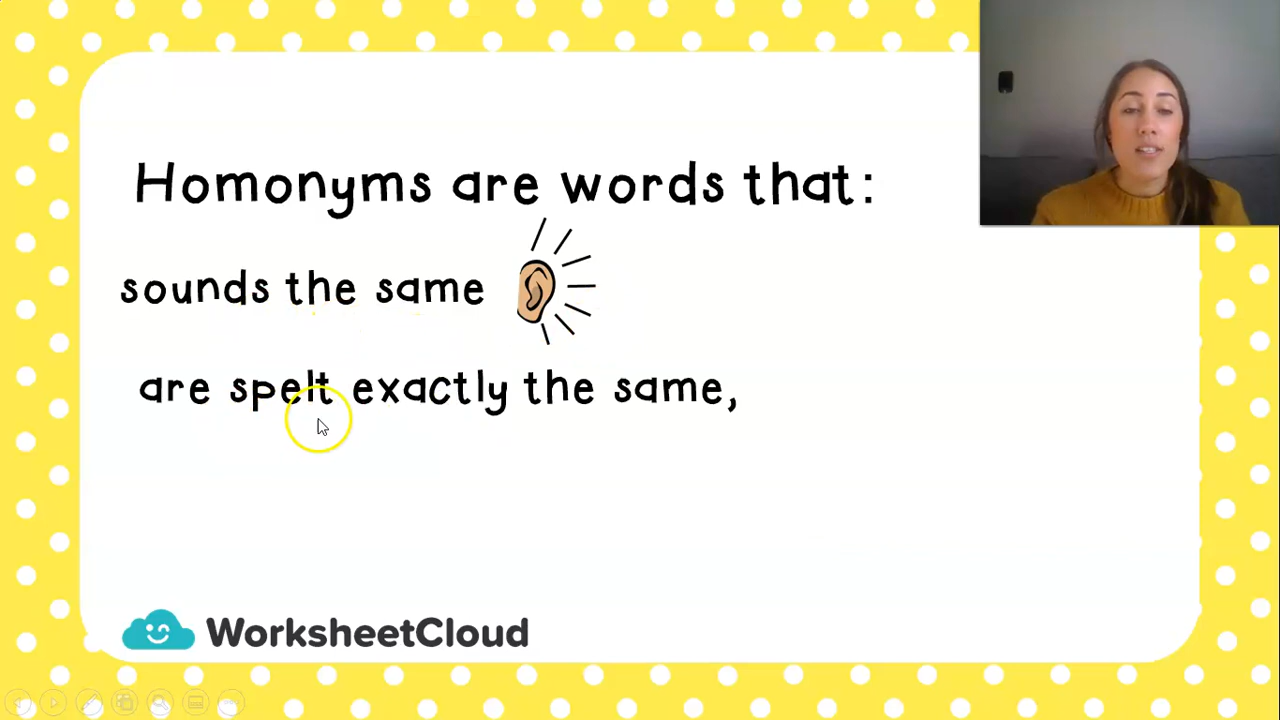 Homonyms are words that:
sounds the same
are spelt exactly the same,
WorksheetCloud